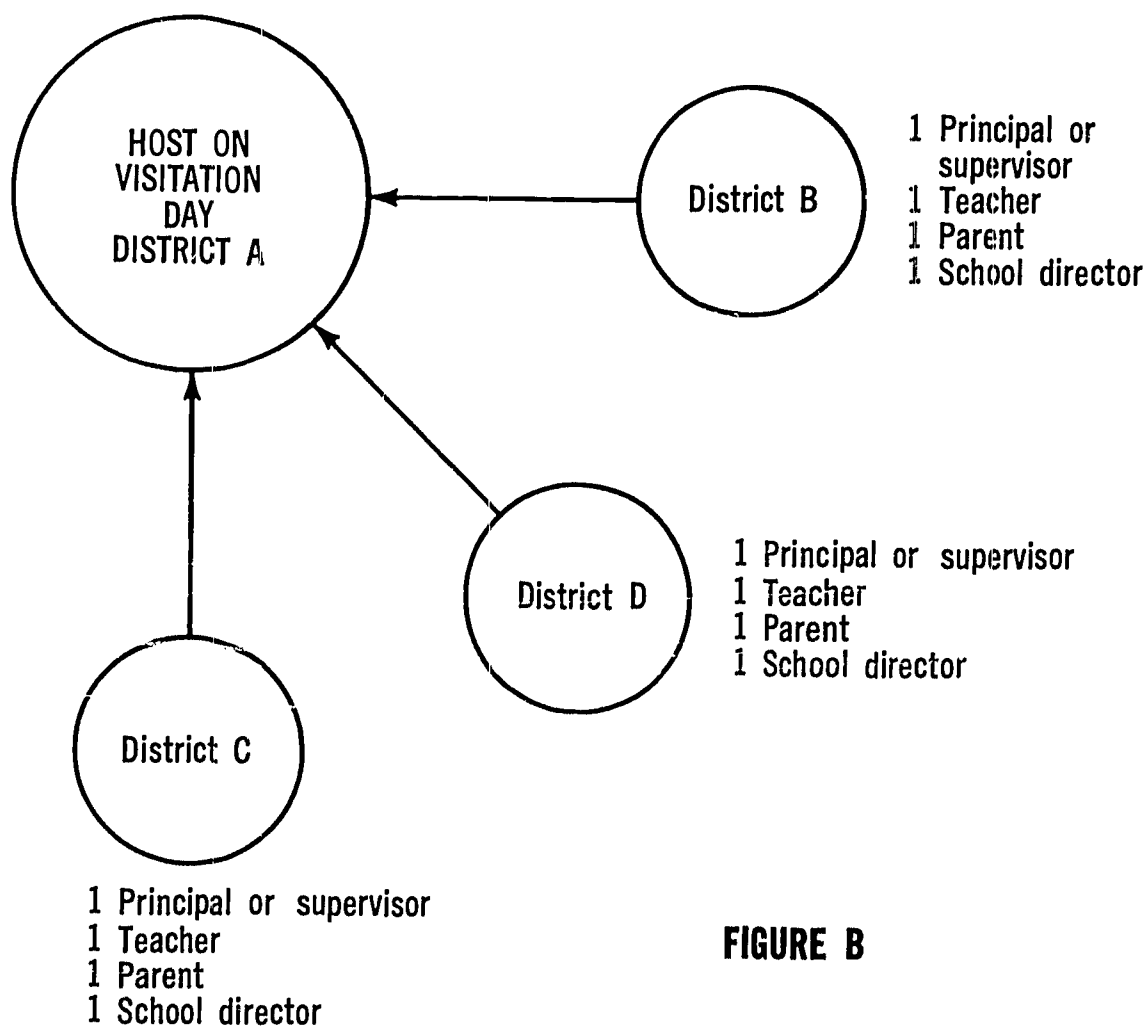 HOST ON
VISITATION
DAY
DISTRICT A
District B
1 Principal or
supervisor
1 Teacher
1 Parent
1 School director
District D
1 Principal or supervisor
1 Teacher
1 Parent
1 School director
District C
1 Principal or supervisor
1 Teacher
1 Parent
1 School director
FIGURE B